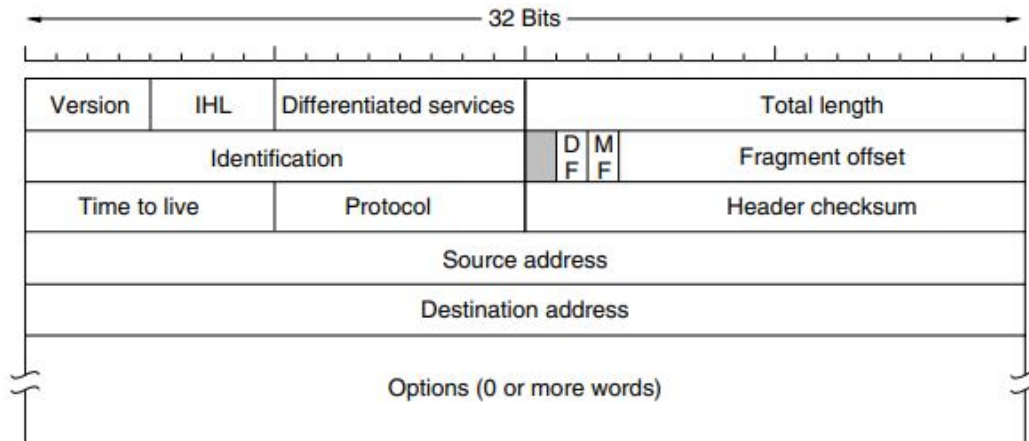 32 Bits
Version IHL Differentiated services Total length
Identification D F M F Fragment offset
Time to live Protocol Header checksum
Source address
Destination address
Options (0 or more words)